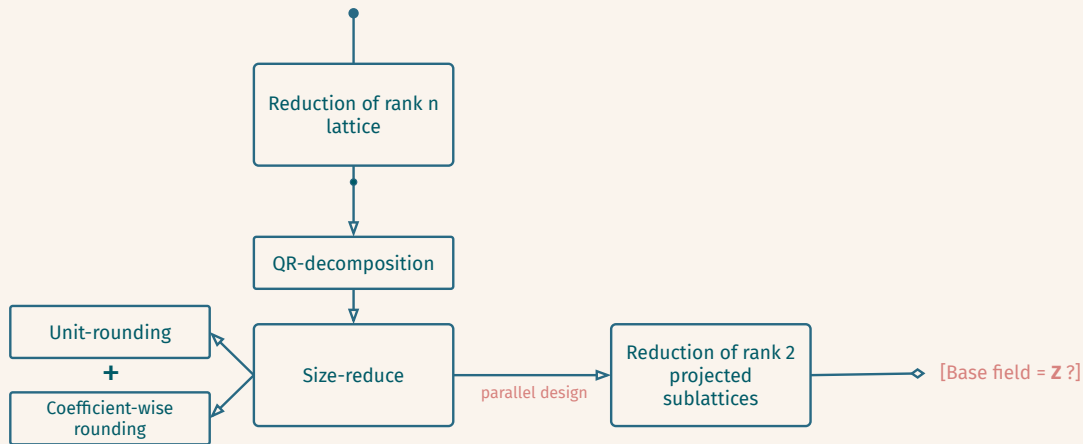 Reduction of rank n
lattice
QR-decomposition
Unit-rounding
+
Coefficient-wise
rounding
Size-reduce
parallel design
Reduction of rank 2
projected
sublattices
[Base field = Z ?]